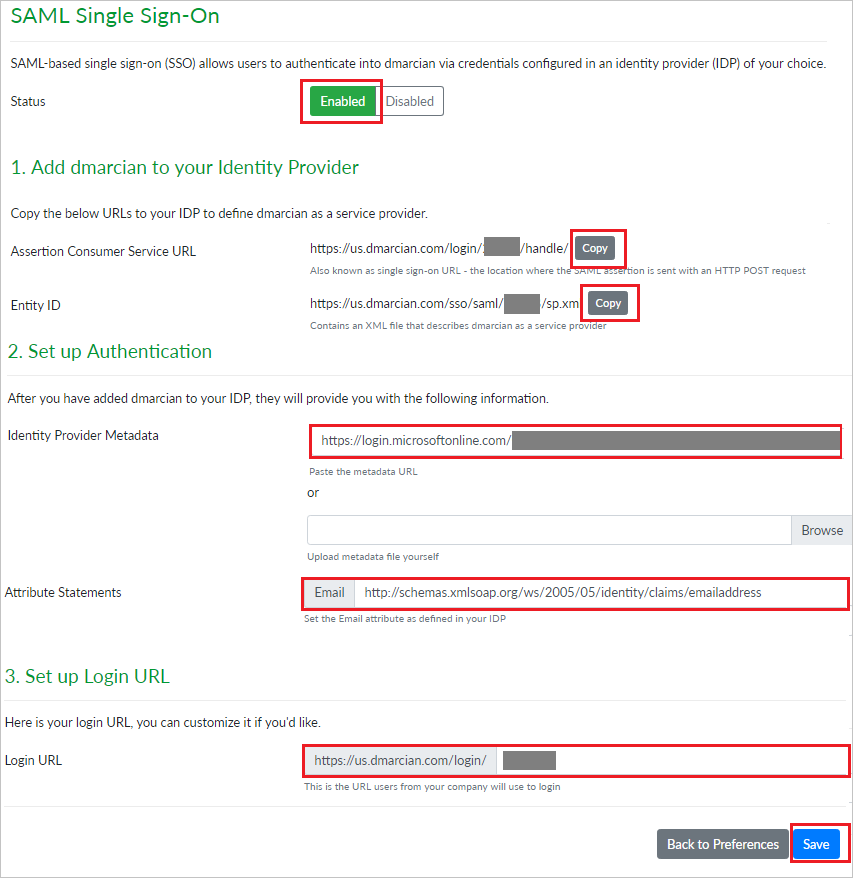 SAML Single Sign-On
SAML-based single sign-on (SSO) allows users to authenticate into dmarcian via credentials configured in an identity provider (IDP) of your choice.
Status Enabled Disabled
1. Add dmarcian to your Identity Provider
Copy the below URLs to your IDP to define dmarcian as a service provider.
Assertion Consumer Service URL https://us.dmarcian.com/login/ /handle/ Copy
Also known as single sign-on URL - the location where the SAML assertion is sent with an HTTP POST request
Entity ID https://us.dmarcian.com/sso/saml/ /sp.xm Copy
Contains an XML file that describes dmarcian as a service provider
2. Set up Authentication
After you have added dmarcian to your IDP, they will provide you with the following information.
Identity Provider Metadata https://login.microsoftonline.com/
Paste the metadata URL
or
Browse
Upload metadata file yourself
Attribute Statements Email http://schemas.xmlsoap.org/ws/2005/05/identity/claims/emailaddress
Set the Email attribute as defined in your IDP
3. Set up Login URL
Here is your login URL, you can customize it if you'd like.
Login URL https://us.dmarcian.com/login/
This is the URL users from your company will use to login
Back to Preferences Save